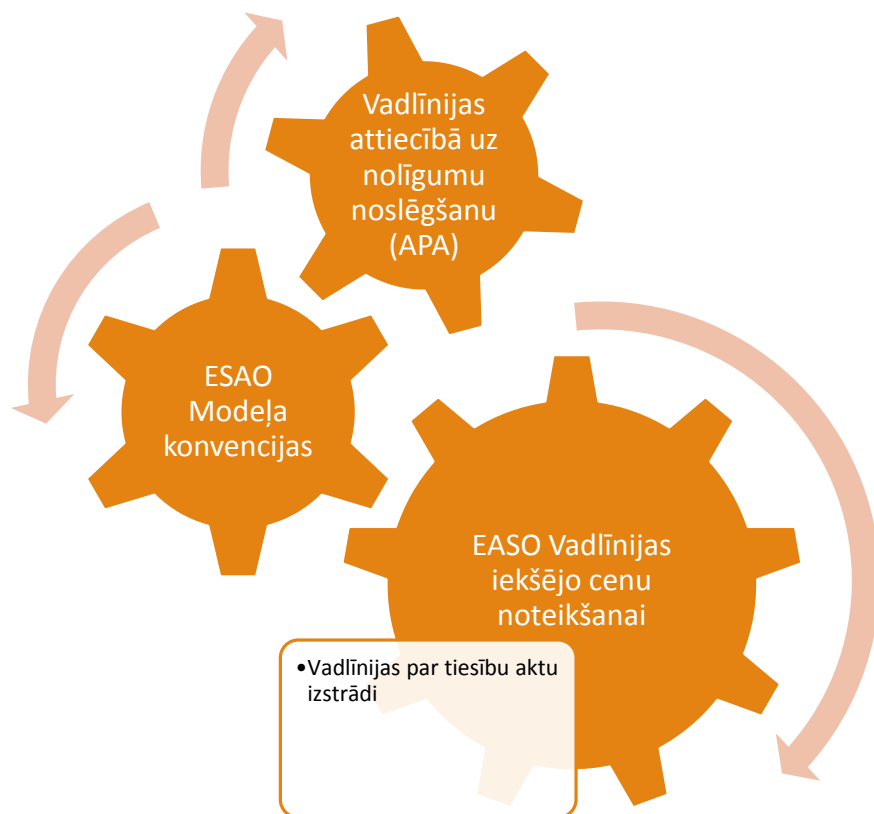 Vadlīnijas
attiecībā uz
nolīgumu
noslēgšanu
(APA)
ESAO
Modeļa
konvencijas
EASO Vadlīnijas
iekšējo cenu
noteikšanai
•Vadlīnijas par tiesību aktu
izstrādi